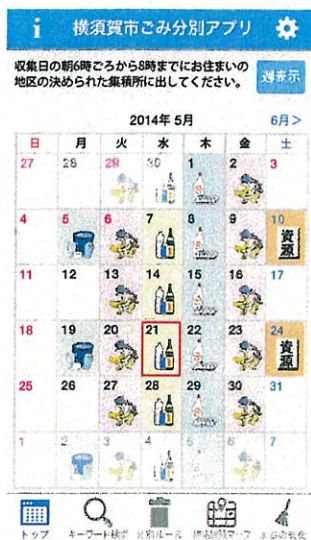 横須賀市ごみ分別アプリ
収集日の朝6時ごろから8時までにお住まいの
地区の決められた集積所に出してください。
週表示
2014年 5月
6月>
日 月 火 水 木 金 土
27 28 29 30 1 2 3
4 5 6 7 8 9 10
資源
11 12 13 14 15 16 17
18 19 20 21 22 23 24
資源
25 26 27 28 29 30 31
1 2 3 4 5 6 7
トップ
キーワード検索
分別ルール